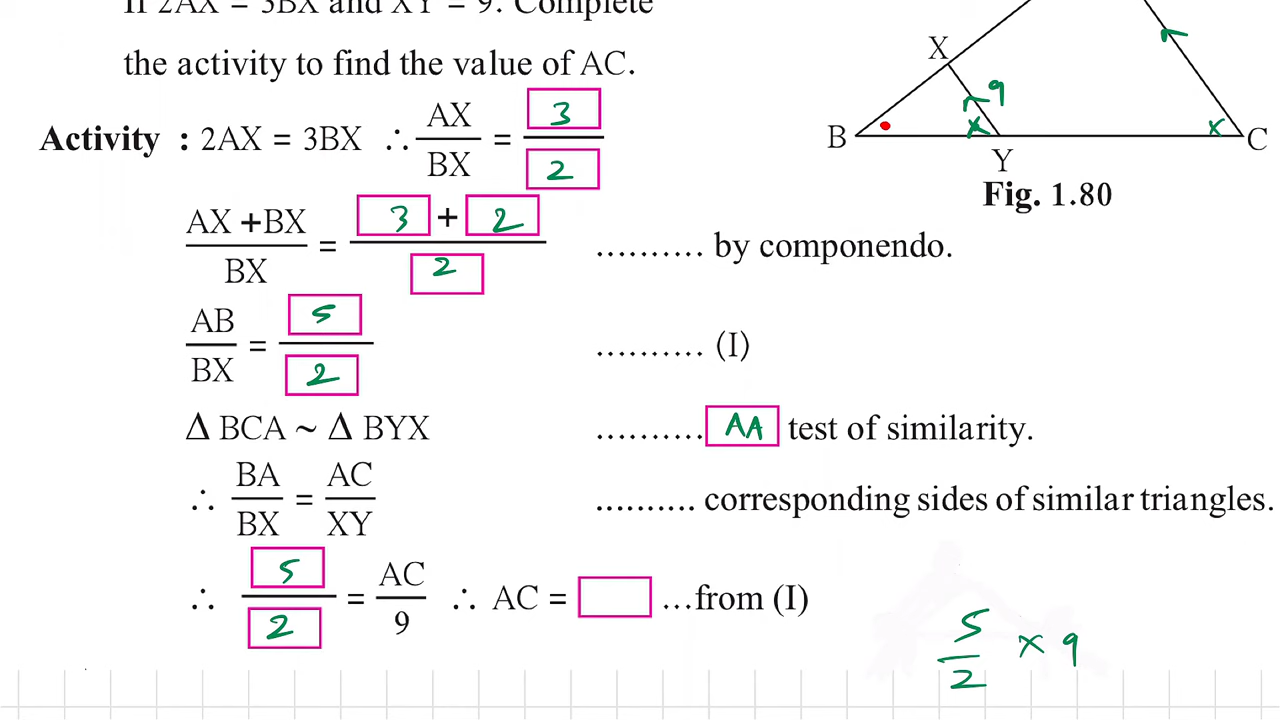 If 2AX = 3BX and XY = 9. Complete
the activity to find the value of AC.
Activity : 2AX = 3BX ∴ AX/BX = 3/2
AX +BX/BX = 3 + 2/2 .......... by componendo.
AB/BX = 5/2 .......... (I)
Δ BCA ~ Δ BYX .......... AA test of similarity.
∴ BA/BX = AC/XY .......... corresponding sides of similar triangles.
∴ 5/2 = AC/9 ∴ AC = ...from (I)
5/2 × 9
X
9
B
x
x
C
Y
Fig. 1.80